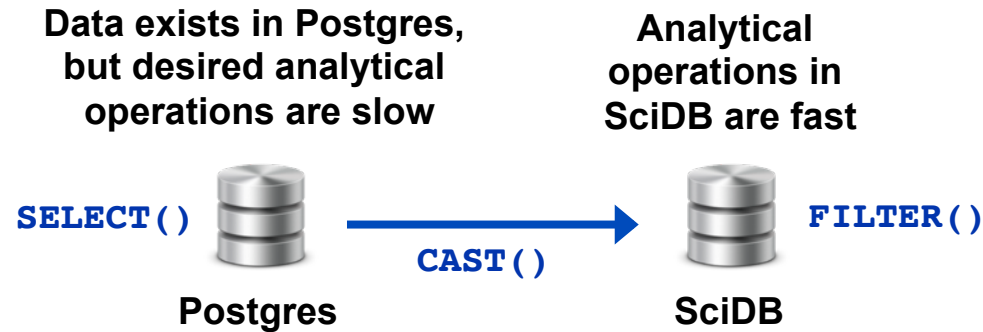 Data exists in Postgres,
but desired analytical
operations are slow
Analytical
operations in
SciDB are fast
SELECT()
CAST()
FILTER()
Postgres
SciDB